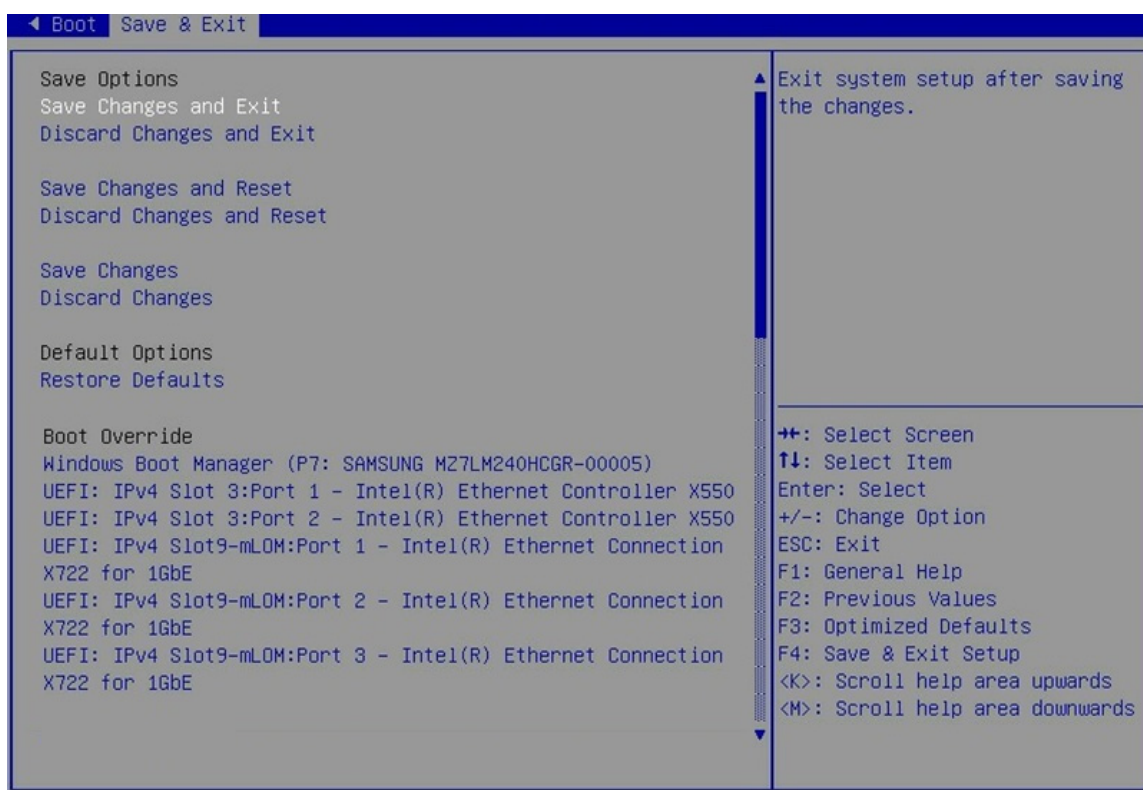 ◄ Boot Save & Exit
Save Options
Save Changes and Exit
Discard Changes and Exit
Save Changes and Reset
Discard Changes and Reset
Save Changes
Discard Changes
Default Options
Restore Defaults
Boot Override
Windows Boot Manager (P7: SAMSUNG MZ7LM240HCGR-00005)
UEFI: IPv4 Slot 3:Port 1 - Intel(R) Ethernet Controller X550
UEFI: IPv4 Slot 3:Port 2 - Intel(R) Ethernet Controller X550
UEFI: IPv4 Slot9-mLOM:Port 1 - Intel(R) Ethernet Connection
X722 for 1GbE
UEFI: IPv4 Slot9-mLOM:Port 2 - Intel(R) Ethernet Connection
X722 for 1GbE
UEFI: IPv4 Slot9-mLOM:Port 3 - Intel(R) Ethernet Connection
X722 for 1GbE
Exit system setup after saving
the changes.
→←: Select Screen
↑↓: Select Item
Enter: Select
+/-: Change Option
ESC: Exit
F1: General Help
F2: Previous Values
F3: Optimized Defaults
F4: Save & Exit Setup
<K>: Scroll help area upwards
<M>: Scroll help area downwards